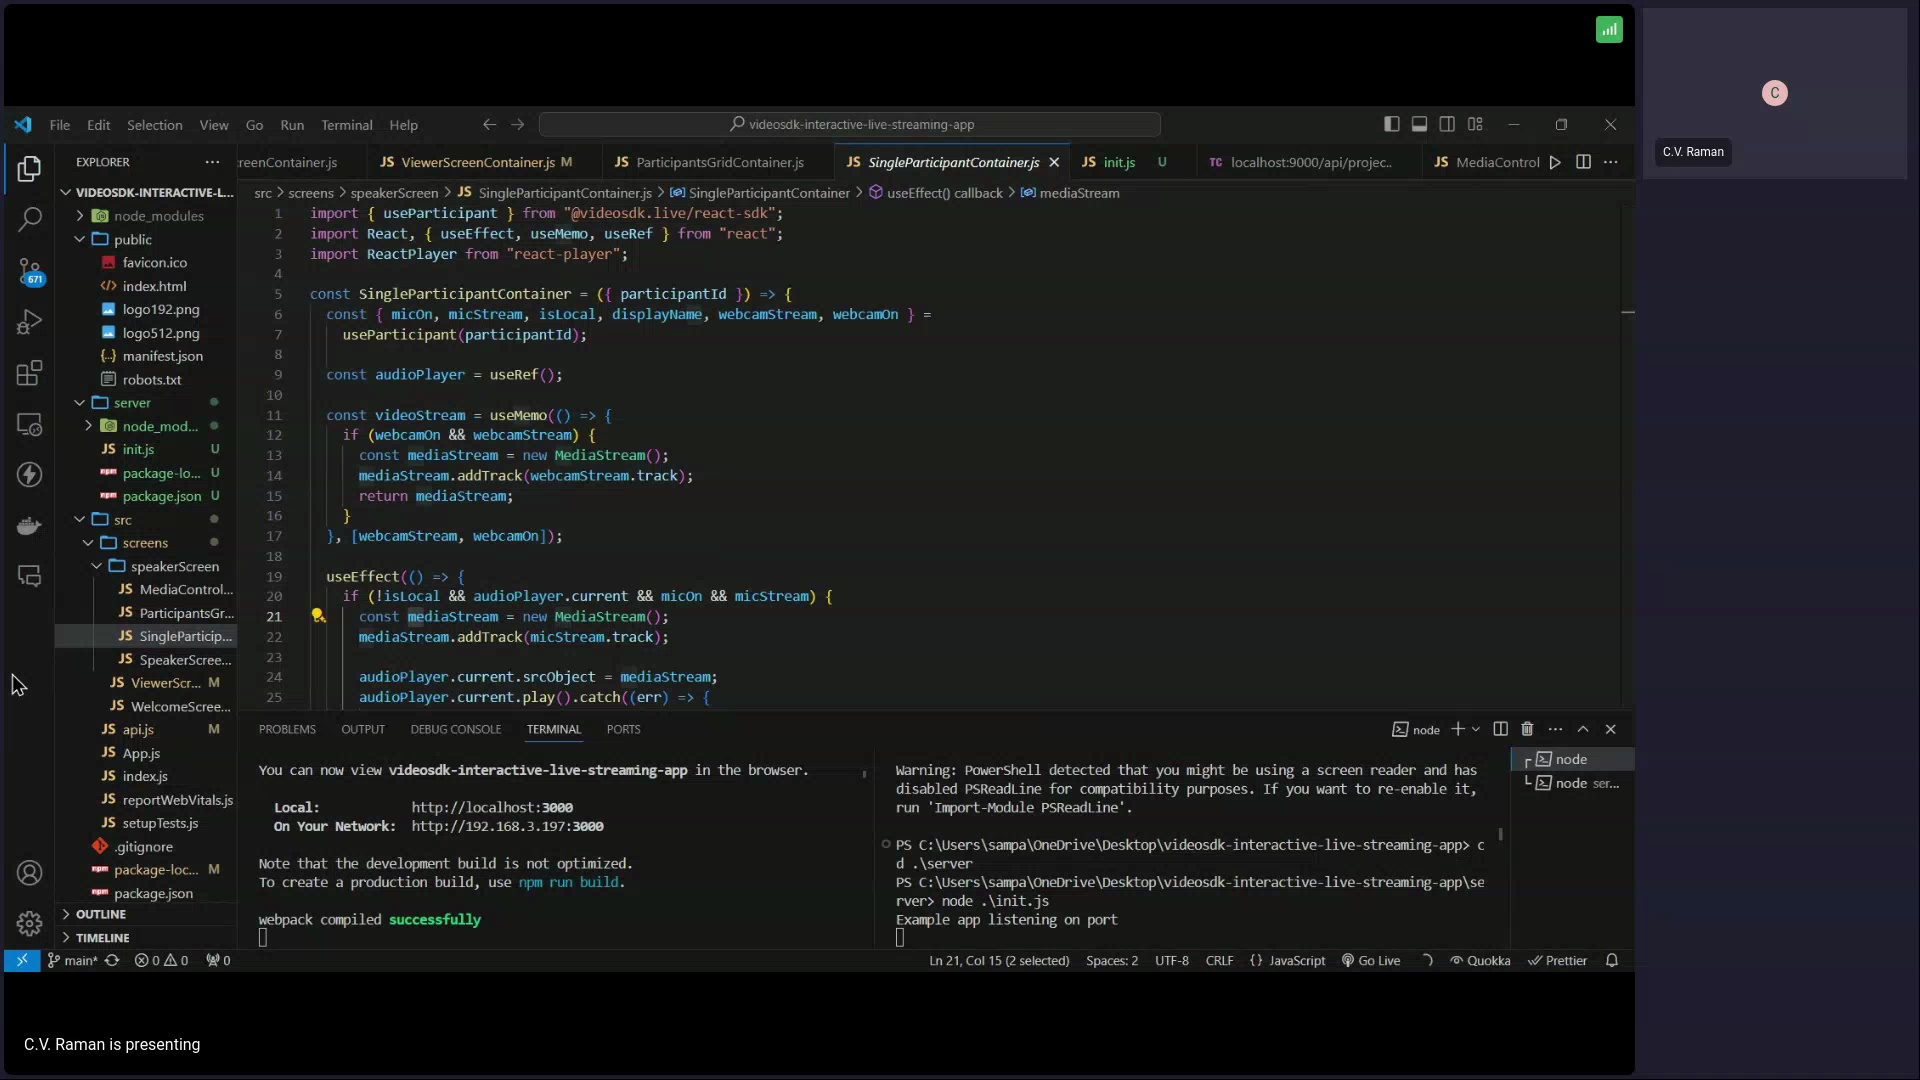 C
C.V. Raman
File Edit Selection View Go Run Terminal Help
videosdk-interactive-live-streaming-app
EXPLORER
reenContainer.js
JS ViewerScreenContainer.js M
JS ParticipantsGridContainer.js
JS SingleParticipantContainer.js
JS init.js U
TC localhost:9000/api/projec..
JS MediaControl
src > screens > speakerScreen > JS SingleParticipantContainer.js > SingleParticipantContainer > useEffect() callback > mediaStream
671
VIDEOSDK-INTERACTIVE-L...
node_modules
public
favicon.ico
index.html
logo192.png
logo512.png
manifest.json
robots.txt
server
node_mod...
JS init.js U
package-lo... U
package.json U
src
screens
speakerScreen
JS MediaControl...
JS ParticipantsGr...
JS SingleParticip...
JS SpeakerScree...
JS ViewerScr... M
JS WelcomeScree...
JS api.js M
JS App.js
JS index.js
JS reportWebVitals.js
JS setupTests.js
.gitignore
package-loc... M
package.json
OUTLINE
TIMELINE
1 import { useParticipant } from "@videosdk.live/react-sdk";
2 import React, { useEffect, useMemo, useRef } from "react";
3 import ReactPlayer from "react-player";
4
5 const SingleParticipantContainer = ({ participantId }) => {
6 const { micOn, micStream, isLocal, displayName, webcamStream, webcamOn } =
7 useParticipant(participantId);
8
9 const audioPlayer = useRef();
10
11 const videoStream = useMemo(() => {
12 if (webcamOn && webcamStream) {
13 const mediaStream = new MediaStream();
14 mediaStream.addTrack(webcamStream.track);
15 return mediaStream;
16 }
17 }, [webcamStream, webcamOn]);
18
19 useEffect(() => {
20 if (!isLocal && audioPlayer.current && micOn && micStream) {
21 const mediaStream = new MediaStream();
22 mediaStream.addTrack(micStream.track);
23
24 audioPlayer.current.srcObject = mediaStream;
25 audioPlayer.current.play().catch((err) => {
PROBLEMS OUTPUT DEBUG CONSOLE TERMINAL PORTS
node
You can now view videosdk-interactive-live-streaming-app in the browser.
Local: http://localhost:3000
On Your Network: http://192.168.3.197:3000
Note that the development build is not optimized.
To create a production build, use npm run build.
webpack compiled successfully
Warning: PowerShell detected that you might be using a screen reader and has
disabled PSReadLine for compatibility purposes. If you want to re-enable it,
run 'Import-Module PSReadLine'.
PS C:\Users\sampa\OneDrive\Desktop\videosdk-interactive-live-streaming-app> c
d .\server
PS C:\Users\sampa\OneDrive\Desktop\videosdk-interactive-live-streaming-app\se
rver> node .\init.js
Example app listening on port
node
node ser...
main* 0 0 0
Ln 21, Col 15 (2 selected) Spaces: 2 UTF-8 CRLF {} JavaScript Go Live Quokka Prettier
C.V. Raman is presenting